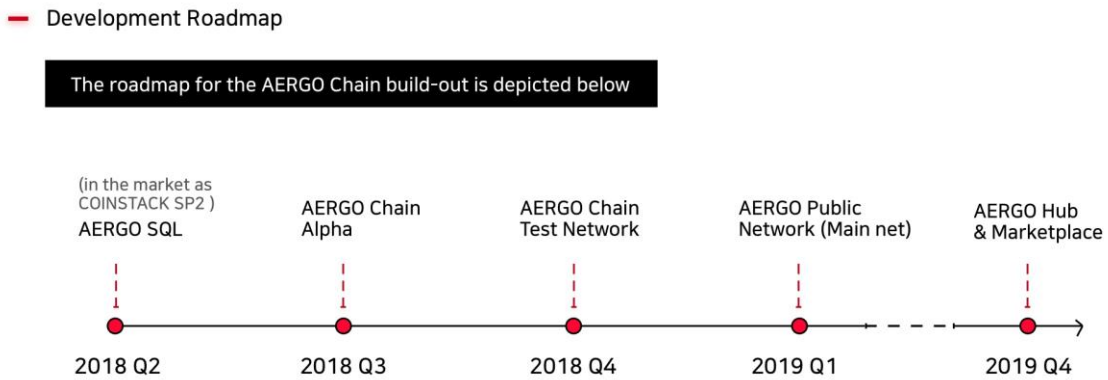 Development Roadmap
The roadmap for the AERGO Chain build-out is depicted below
(in the market as
COINSTACK SP2 )
AERGO SQL
AERGO Chain
Alpha
AERGO Chain
Test Network
AERGO Public
Network (Main net)
AERGO Hub
& Marketplace
2018 Q2
2018 Q3
2018 Q4
2019 Q1
2019 Q4